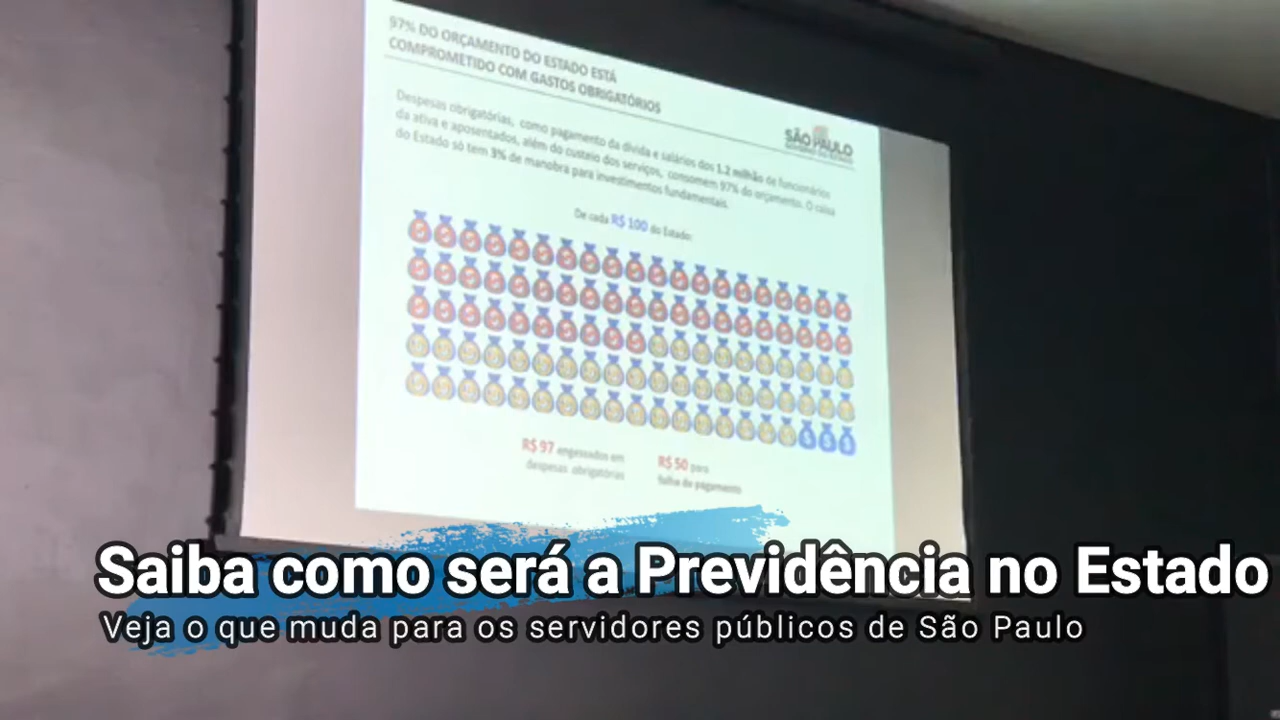 97% DO ORÇAMENTO DO ESTADO ESTÁ
COMPROMETIDO COM GASTOS OBRIGATÓRIOS
SÃO PAULO
Despesas obrigatórias, como pagamento da dívida e salários dos 1.2 milhão de funcionários
da ativa e aposentados, além do custeio dos serviços, consomem 97% do orçamento. O caixa
do Estado só tem 3% de manobra para investimentos fundamentais.
De cada R$ 100 do Estado:
R$ 97 engessados em
despesas obrigatórias
R$ 50 para
folha de pagamento
Saiba como será a Previdência no Estado
Veja o que muda para os servidores públicos de São Paulo